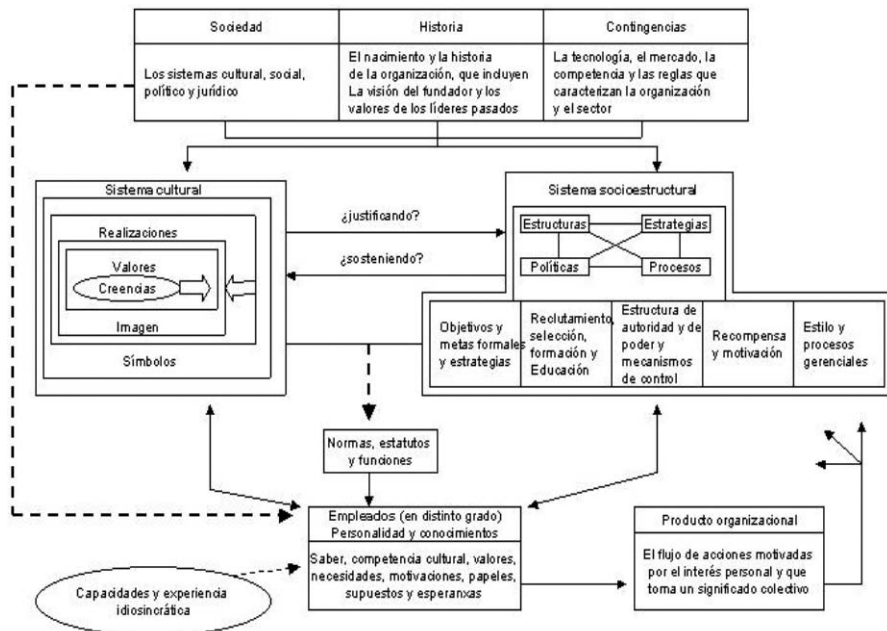 Sociedad
Historia
Contingencias
Los sistemas cultural, social,
político y jurídico
El nacimiento y la historia
de la organización, que incluyen
La visión del fundador y los
valores de los líderes pasados
La tecnología, el mercado, la
competencia y las reglas que
caracterizan la organización
y el sector
Sistema cultural
Realizaciones
Valores
Creencias
Imagen
Símbolos
¿justificando?
¿sosteniendo?
Sistema socioestructural
Estructuras
Estrategias
Políticas
Procesos
Objetivos y
metas formales
y estrategias
Reclutamiento,
selección,
formación y
Educación
Estructura de
autoridad y de
poder y
mecanismos
de control
Recompensa
y motivación
Estilo y
procesos
gerenciales
Normas, estatutos
y funciones
Empleados (en distinto grado)
Personalidad y conocimientos
Saber, competencia cultural, valores,
necesidades, motivaciones, papeles,
supuestos y esperanxas
Capacidades y experiencia
idiosincrática
Producto organizacional
El flujo de acciones motivadas
por el interés personal y que
toma un significado colectivo